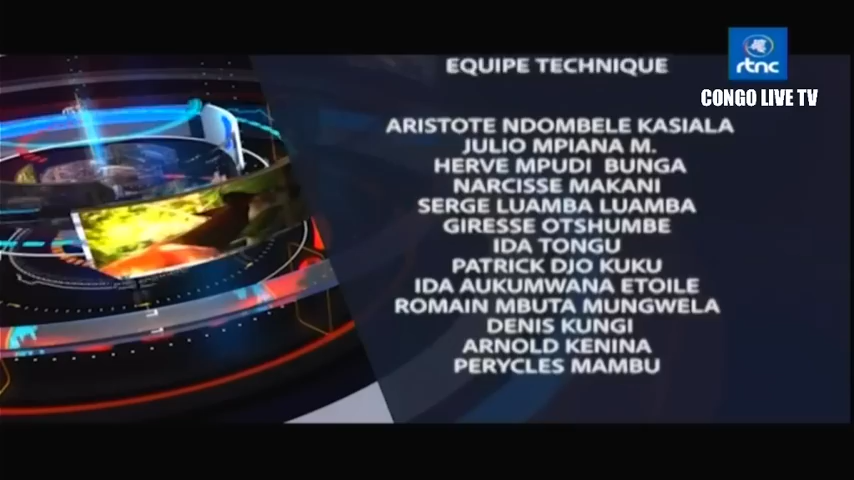 rtnc
CONGO LIVE TV
EQUIPE TECHNIQUE
ARISTOTE NDOMBELE KASIALA
JULIO MPIANA M.
HERVE MPUDI BUNGA
NARCISSE MAKANI
SERGE LUAMBA LUAMBA
GIRESSE OTSHUMBE
IDA TONGU
PATRICK DJO KUKU
IDA AUKUMWANA ETOILE
ROMAIN MBUTA MUNGWELA
DENIS KUNGI
ARNOLD KENINA
PERYCLES MAMBU